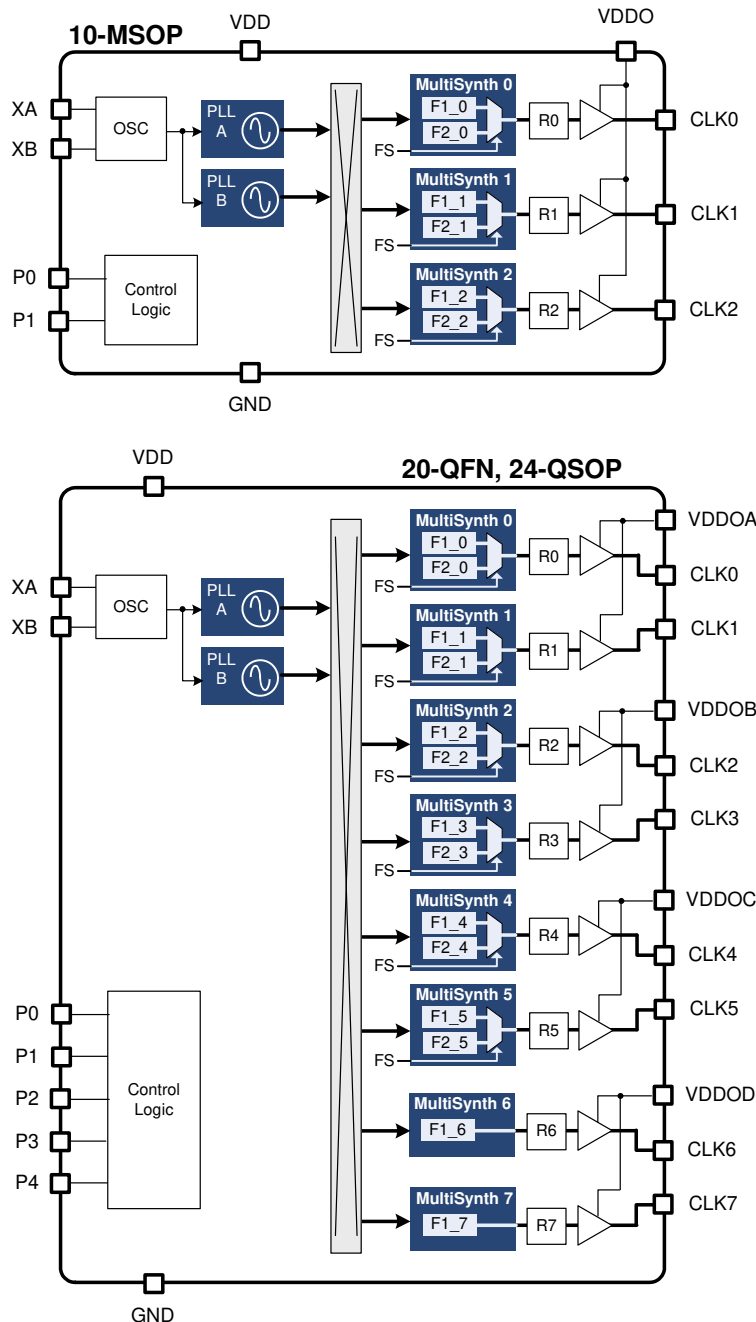 10-MSOP
VDD
VDDO
XA
XB
OSC
PLL
A
PLL
B
P0
P1
Control
Logic
MultiSynth 0
F1_0
F2_0
FS
R0
CLK0
MultiSynth 1
F1_1
F2_1
FS
R1
CLK1
MultiSynth 2
F1_2
F2_2
FS
R2
CLK2
GND
20-QFN, 24-QSOP
VDD
XA
XB
OSC
PLL
A
PLL
B
MultiSynth 0
F1_0
F2_0
FS
R0
VDDOA
CLK0
MultiSynth 1
F1_1
F2_1
FS
R1
CLK1
MultiSynth 2
F1_2
F2_2
FS
R2
VDDOB
CLK2
MultiSynth 3
F1_3
F2_3
FS
R3
CLK3
MultiSynth 4
F1_4
F2_4
FS
R4
VDDOC
CLK4
MultiSynth 5
F1_5
F2_5
FS
R5
CLK5
P0
P1
P2
P3
P4
Control
Logic
MultiSynth 6
F1_6
R6
VDDOD
CLK6
MultiSynth 7
F1_7
R7
CLK7
GND